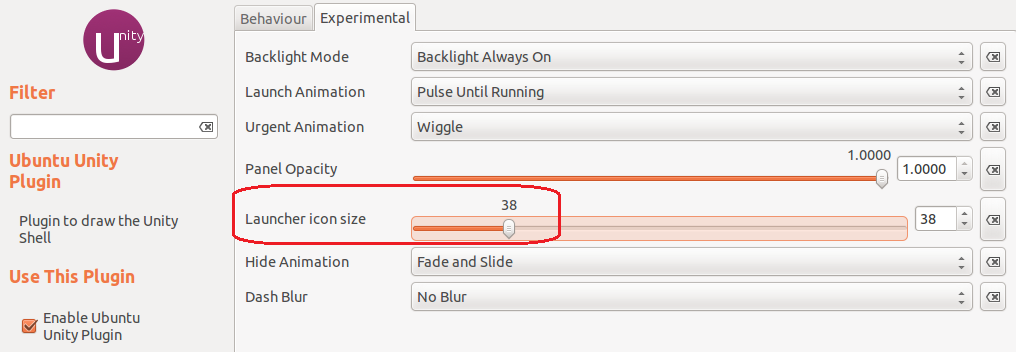 Unity
Filter
Ubuntu Unity
Plugin
Plugin to draw the Unity
Shell
Use This Plugin
Enable Ubuntu
Unity Plugin
Behaviour
Experimental
Backlight Mode
Backlight Always On
Launch Animation
Pulse Until Running
Urgent Animation
Wiggle
Panel Opacity
1.0000
1.0000
Launcher icon size
38
38
Hide Animation
Fade and Slide
Dash Blur
No Blur